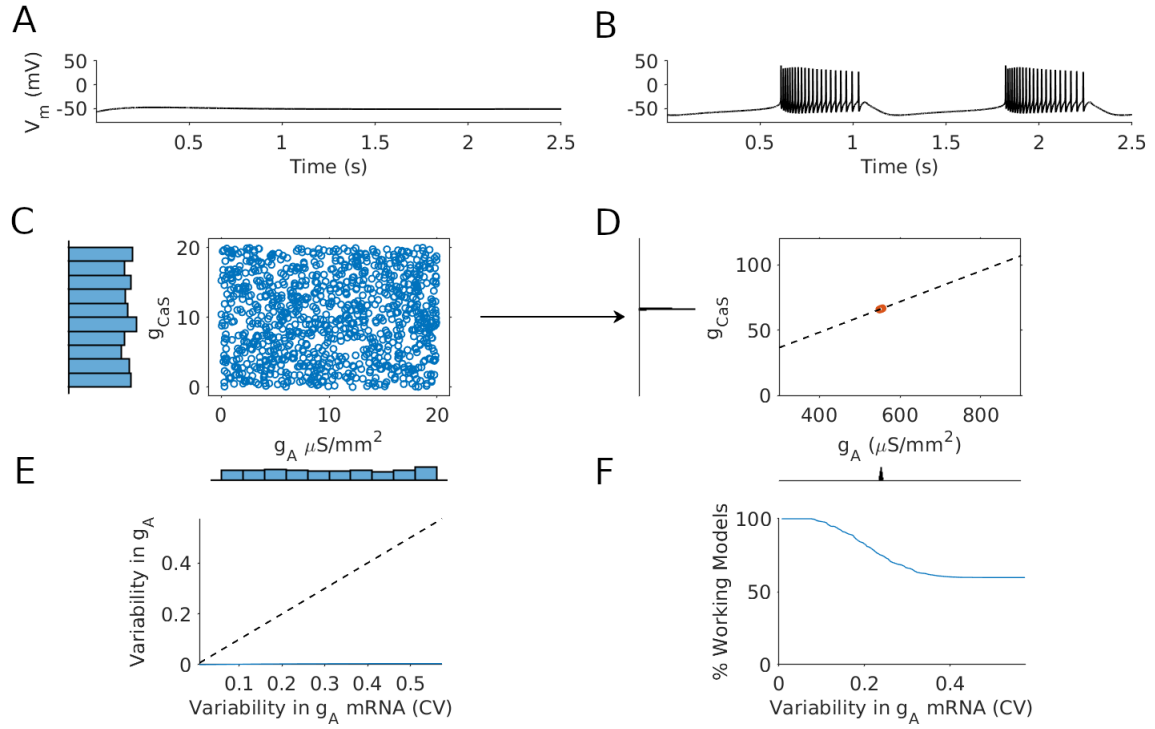 A
B
50
0
-50
V_m (mV)
0.5
1
1.5
2
2.5
Time (s)
50
0
-50
0.5
1
1.5
2
2.5
Time (s)
C
D
20
10
0
g_CaS
0
10
20
g_A μS/mm²
100
50
0
g_CaS
400
600
800
g_A (μS/mm²)
E
F
0.4
0.2
0
Variability in g_A
0.1
0.2
0.3
0.4
0.5
Variability in g_A mRNA (CV)
100
50
0
% Working Models
0
0.2
0.4
Variability in g_A mRNA (CV)